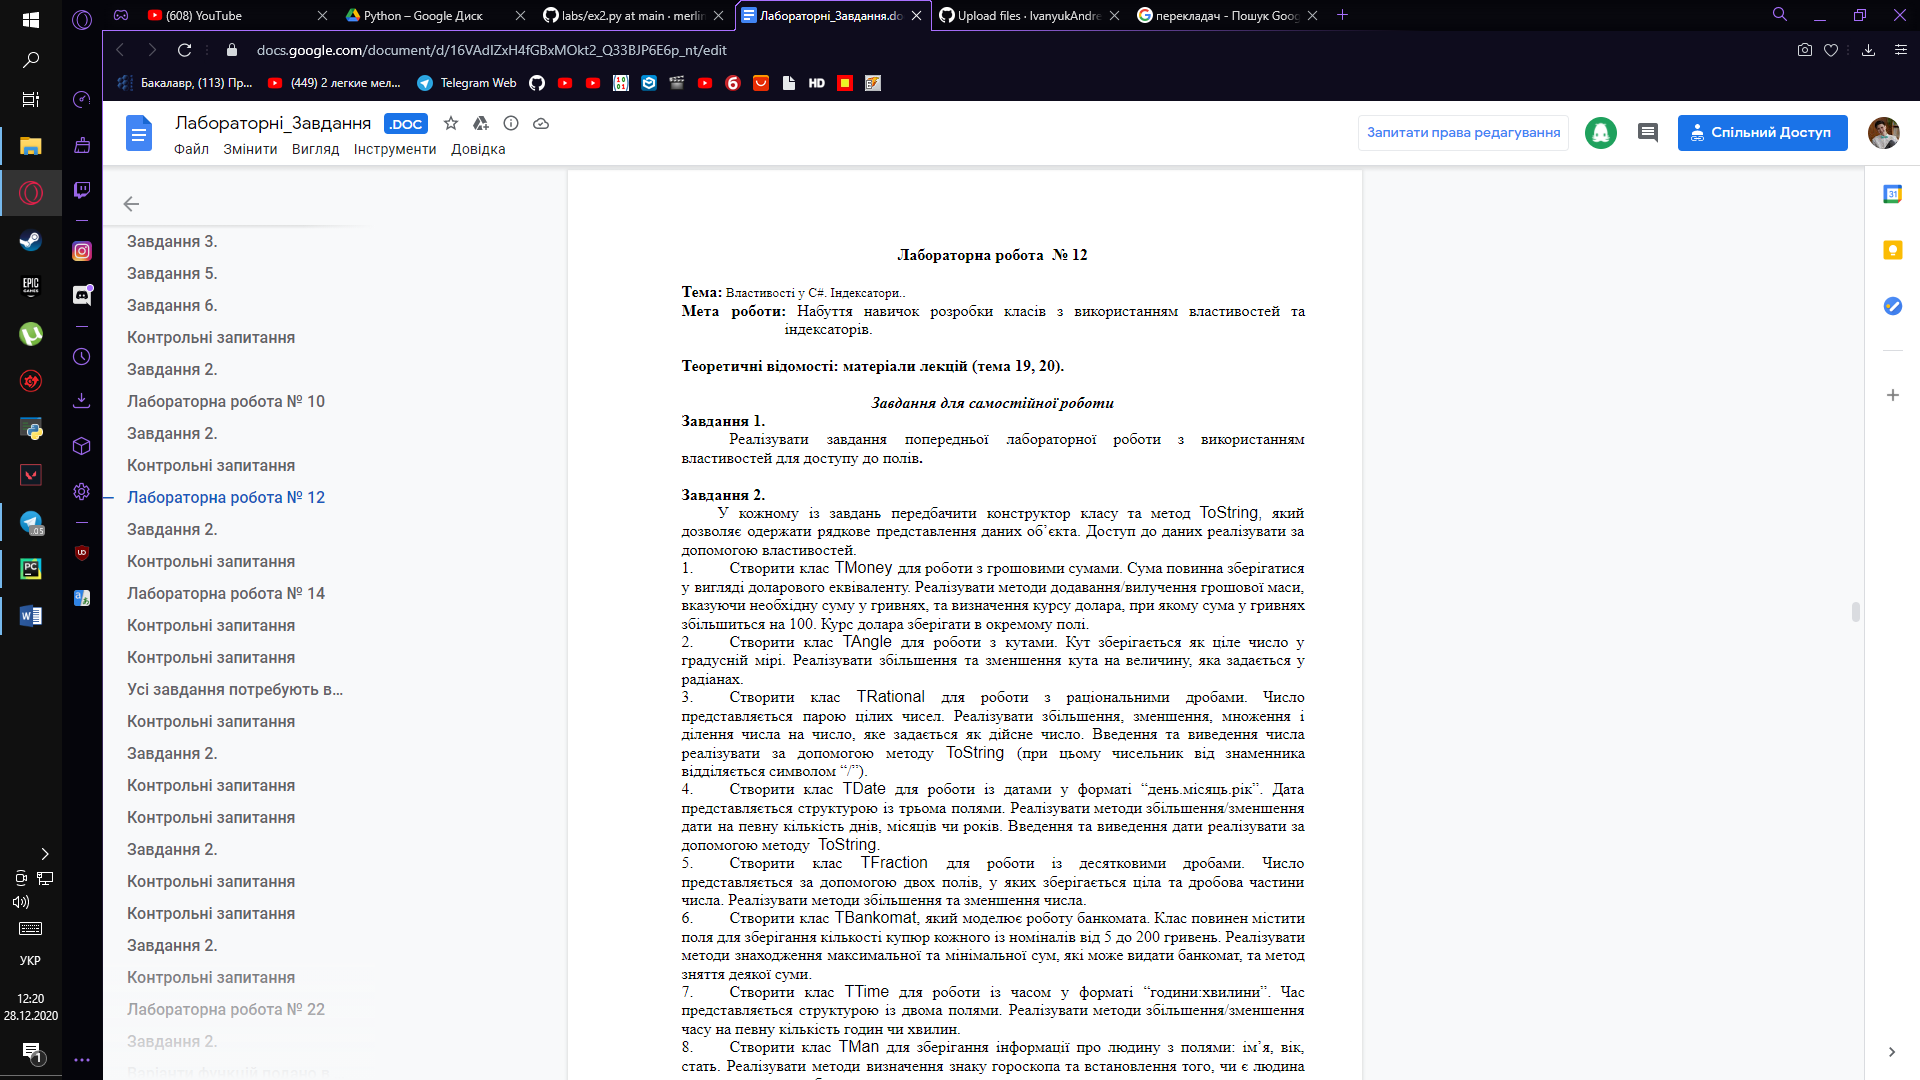 (608) YouTube
Python – Google Диск
labs/ex2.py at main · merlin
Лабораторні_Завдання.do
Upload files · IvanyukAndre
перекладач - Пошук Goog
docs.google.com/document/d/16VAdIZxH4fGBxMOkt2_Q33BJP6E6p_nt/edit
Бакалавр, (113) Пр...
(449) 2 легкие мел...
Telegram Web
HD
Лабораторні_Завдання
.DOC
Файл Змінити Вигляд Інструменти Довідка
Запитати права редагування
Спільний Доступ
Завдання 3.
Завдання 5.
Завдання 6.
Контрольні запитання
Завдання 2.
Лабораторна робота № 10
Завдання 2.
Контрольні запитання
Лабораторна робота № 12
Завдання 2.
Контрольні запитання
Лабораторна робота № 14
Контрольні запитання
Контрольні запитання
Усі завдання потребують в...
Контрольні запитання
Завдання 2.
Контрольні запитання
Контрольні запитання
Завдання 2.
Контрольні запитання
Контрольні запитання
Завдання 2.
Контрольні запитання
Лабораторна робота № 22
Завдання 2.
Лабораторна робота № 12
Тема: Властивості у С#. Індексатори..
Мета роботи: Набуття навичок розробки класів з використанням властивостей та
індексаторів.
Теоретичні відомості: матеріали лекцій (тема 19, 20).
Завдання для самостійної роботи
Завдання 1.
Реалізувати завдання попередньої лабораторної роботи з використанням
властивостей для доступу до полів.
Завдання 2.
У кожному із завдань передбачити конструктор класу та метод ToString, який
дозволяє одержати рядкове представлення даних об’єкта. Доступ до даних реалізувати за
допомогою властивостей.
1. Створити клас TMoney для роботи з грошовими сумами. Сума повинна зберігатися
у вигляді доларового еквіваленту. Реалізувати методи додавання/вилучення грошової маси,
вказуючи необхідну суму у гривнях, та визначення курсу долара, при якому сума у гривнях
збільшиться на 100. Курс долара зберігати в окремому полі.
2. Створити клас TAngle для роботи з кутами. Кут зберігається як ціле число у
градусній мірі. Реалізувати збільшення та зменшення кута на величину, яка задається у
радіанах.
3. Створити клас TRational для роботи з раціональними дробами. Число
представляється парою цілих чисел. Реалізувати збільшення, зменшення, множення і
ділення числа на число, яке задається як дійсне число. Введення та виведення числа
реалізувати за допомогою методу ToString (при цьому чисельник від знаменника
відділяється символом “/”).
4. Створити клас TDate для роботи із датами у форматі “день.місяць.рік”. Дата
представляється структурою із трьома полями. Реалізувати методи збільшення/зменшення
дати на певну кількість днів, місяців чи років. Введення та виведення дати реалізувати за
допомогою методу ToString.
5. Створити клас TFraction для роботи із десятковими дробами. Число
представляється за допомогою двох полів, у яких зберігається ціла та дробова частини
числа. Реалізувати методи збільшення та зменшення числа.
6. Створити клас TBankomat, який моделює роботу банкомата. Клас повинен містити
поля для зберігання кількості купюр кожного із номіналів від 5 до 200 гривень. Реалізувати
методи знаходження максимальної та мінімальної сум, які може видати банкомат, та метод
зняття деякої суми.
7. Створити клас TTime для роботи із часом у форматі “години:хвилини”. Час
представляється структурою із двома полями. Реалізувати методи збільшення/зменшення
часу на певну кількість годин чи хвилин.
8. Створити клас TMan для зберігання інформації про людину з полями: ім’я, вік,
стать. Реалізувати методи визначення знаку гороскопа та встановлення того, чи є людина
УКР
12:20
28.12.2020
1